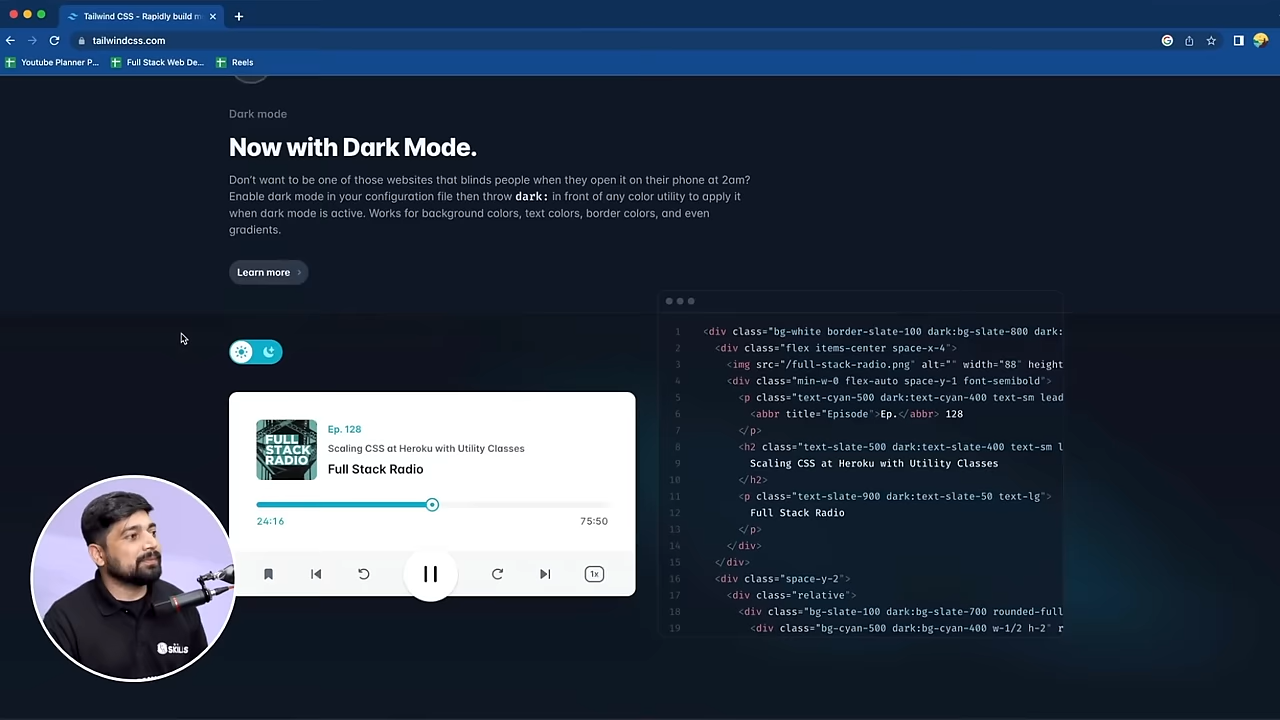 Tailwind CSS - Rapidly build m
tailwindcss.com
Youtube Planner P...
Full Stack Web De...
Reels
Dark mode
Now with Dark Mode.
Don’t want to be one of those websites that blinds people when they open it on their phone at 2am?
Enable dark mode in your configuration file then throw dark: in front of any color utility to apply it
when dark mode is active. Works for background colors, text colors, border colors, and even
gradients.
Learn more
FULL
STACK
RADIO
Ep. 128
Scaling CSS at Heroku with Utility Classes
Full Stack Radio
24:16
75:50
1x
1 <div class="bg-white border-slate-100 dark:bg-slate-800 dark:
2 <div class="flex items-center space-x-4">
3 <img src="/full-stack-radio.png" alt="" width="88" height
4 <div class="min-w-0 flex-auto space-y-1 font-semibold">
5 <p class="text-cyan-500 dark:text-cyan-400 text-sm lead
6 <abbr title="Episode">Ep.</abbr> 128
7 </p>
8 <h2 class="text-slate-500 dark:text-slate-400 text-sm l
9 Scaling CSS at Heroku with Utility Classes
10 </h2>
11 <p class="text-slate-900 dark:text-slate-50 text-lg">
12 Full Stack Radio
13 </p>
14 </div>
15 </div>
16 <div class="space-y-2">
17 <div class="relative">
18 <div class="bg-slate-100 dark:bg-slate-700 rounded-full
19 <div class="bg-cyan-500 dark:bg-cyan-400 w-1/2 h-2" r
SKILLS